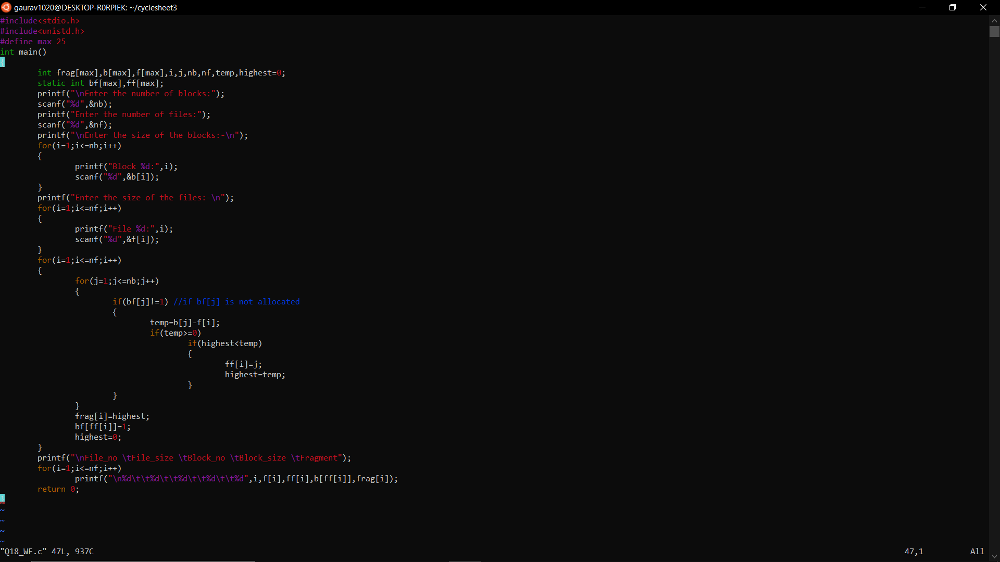 gaurav1020@DESKTOP-R0RPIEK: ~/cyclesheet3
#include<stdio.h>
#include<unistd.h>
#define max 25
int main()
{
        int frag[max],b[max],f[max],i,j,nb,nf,temp,highest=0;
        static int bf[max],ff[max];
        printf("\nEnter the number of blocks:");
        scanf("%d",&nb);
        printf("Enter the number of files:");
        scanf("%d",&nf);
        printf("\nEnter the size of the blocks:-\n");
        for(i=1;i<=nb;i++)
        {
                printf("Block %d:",i);
                scanf("%d",&b[i]);
        }
        printf("Enter the size of the files:-\n");
        for(i=1;i<=nf;i++)
        {
                printf("File %d:",i);
                scanf("%d",&f[i]);
        }
        for(i=1;i<=nf;i++)
        {
                for(j=1;j<=nb;j++)
                {
                        if(bf[j]!=1) //if bf[j] is not allocated
                        {
                                temp=b[j]-f[i];
                                if(temp>=0)
                                        if(highest<temp)
                                        {
                                                ff[i]=j;
                                                highest=temp;
                                        }
                        }
                }
                frag[i]=highest;
                bf[ff[i]]=1;
                highest=0;
        }
        printf("\nFile_no \tFile_size \tBlock_no \tBlock_size \tFragment");
        for(i=1;i<=nf;i++)
                printf("\n%d\t\t%d\t\t%d\t\t%d\t\t%d",i,f[i],ff[i],b[ff[i]],frag[i]);
        return 0;
}
~
~
~
~
"Q18_WF.c" 47L, 937C 47,1 All